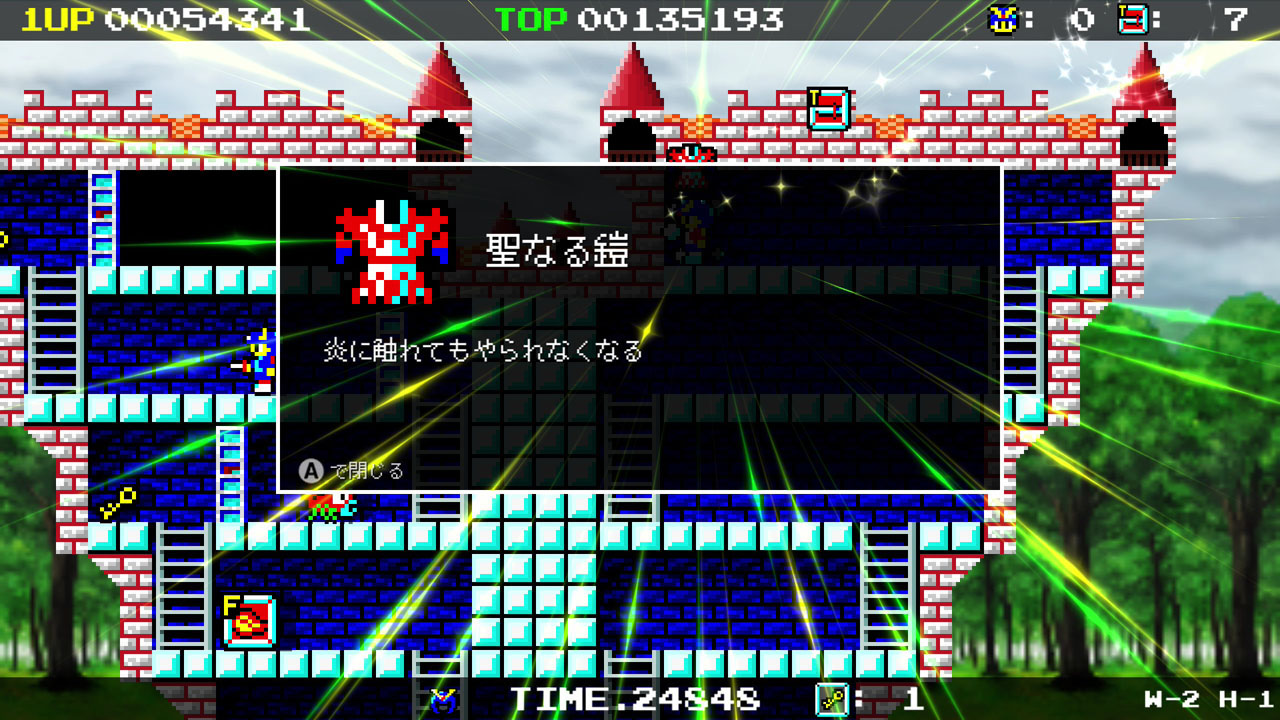 1UP 00054341 TOP 00135193 : 0 T : 7
T
聖なる鎧
炎に触れてもやられなくなる
Aで閉じる
F
TIME.24848 : 1 W-2 H-1